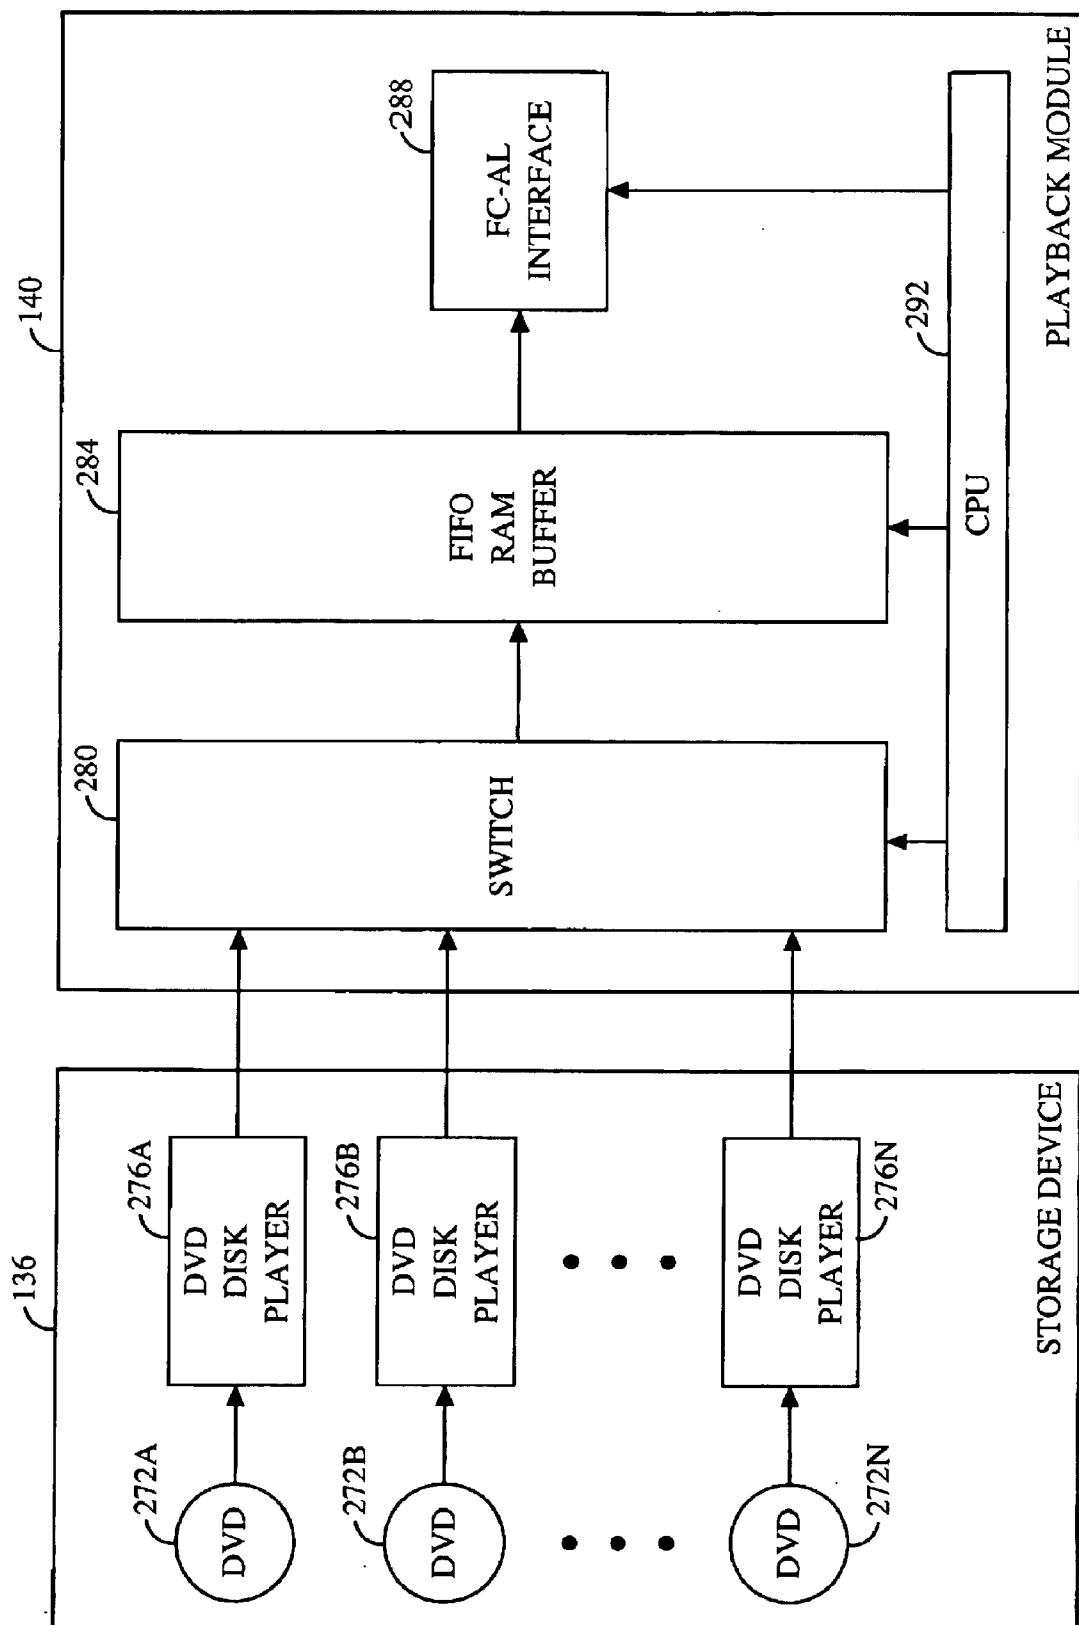 136
272A
DVD
276A
DVD
DISK
PLAYER
272B
DVD
276B
DVD
DISK
PLAYER
272N
DVD
276N
DVD
DISK
PLAYER
STORAGE DEVICE
140
280
SWITCH
284
FIFO
RAM
BUFFER
288
FC-AL
INTERFACE
292
CPU
PLAYBACK MODULE